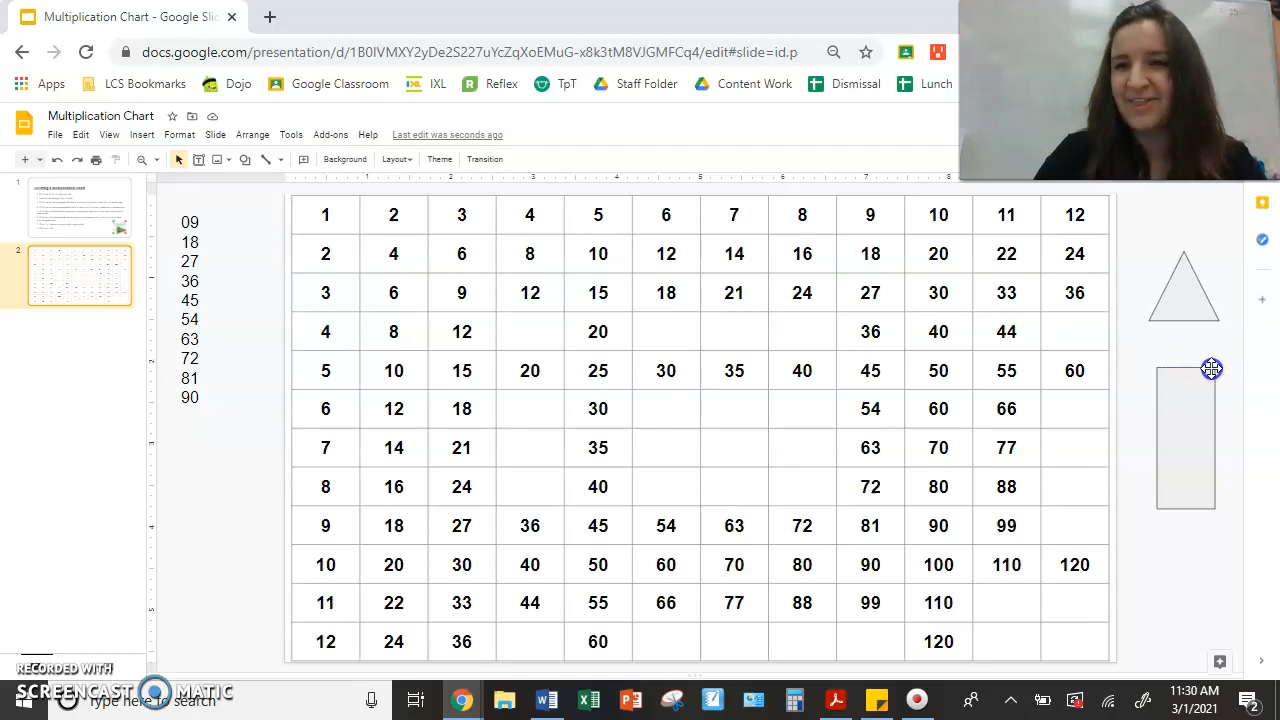 Multiplication Chart - Google Slic
docs.google.com/presentation/d/1B0IVMXY2yDe2S227uYcZqXoEMuG-x8k3tM8VJGMFCq4/edit#slide=id.p
Apps LCS Bookmarks Dojo Google Classroom IXL Reflex TpT Staff Folder Content Work Dismissal Lunch
Multiplication Chart
File Edit View Insert Format Slide Arrange Tools Add-ons Help Last edit was seconds ago
Background Layout Theme Transition
1
2
09
18
27
36
45
54
63
72
81
90
1 2 3 4 5 6 7 8 9 10 11 12
2 4 6 8 10 12 14 16 18 20 22 24
3 6 9 12 15 18 21 24 27 30 33 36
4 8 12 20 36 40 44
5 10 15 20 25 30 35 40 45 50 55 60
6 12 18 30 54 60 66
7 14 21 35 63 70 77
8 16 24 40 72 80 88
9 18 27 36 45 54 63 72 81 90 99
10 20 30 40 50 60 70 80 90 100 110 120
11 22 33 44 55 66 77 88 99 110
12 24 36 60 120
RECORDED WITH
SCREENCAST MATIC
Type here to search
11:30 AM
3/1/2021
2